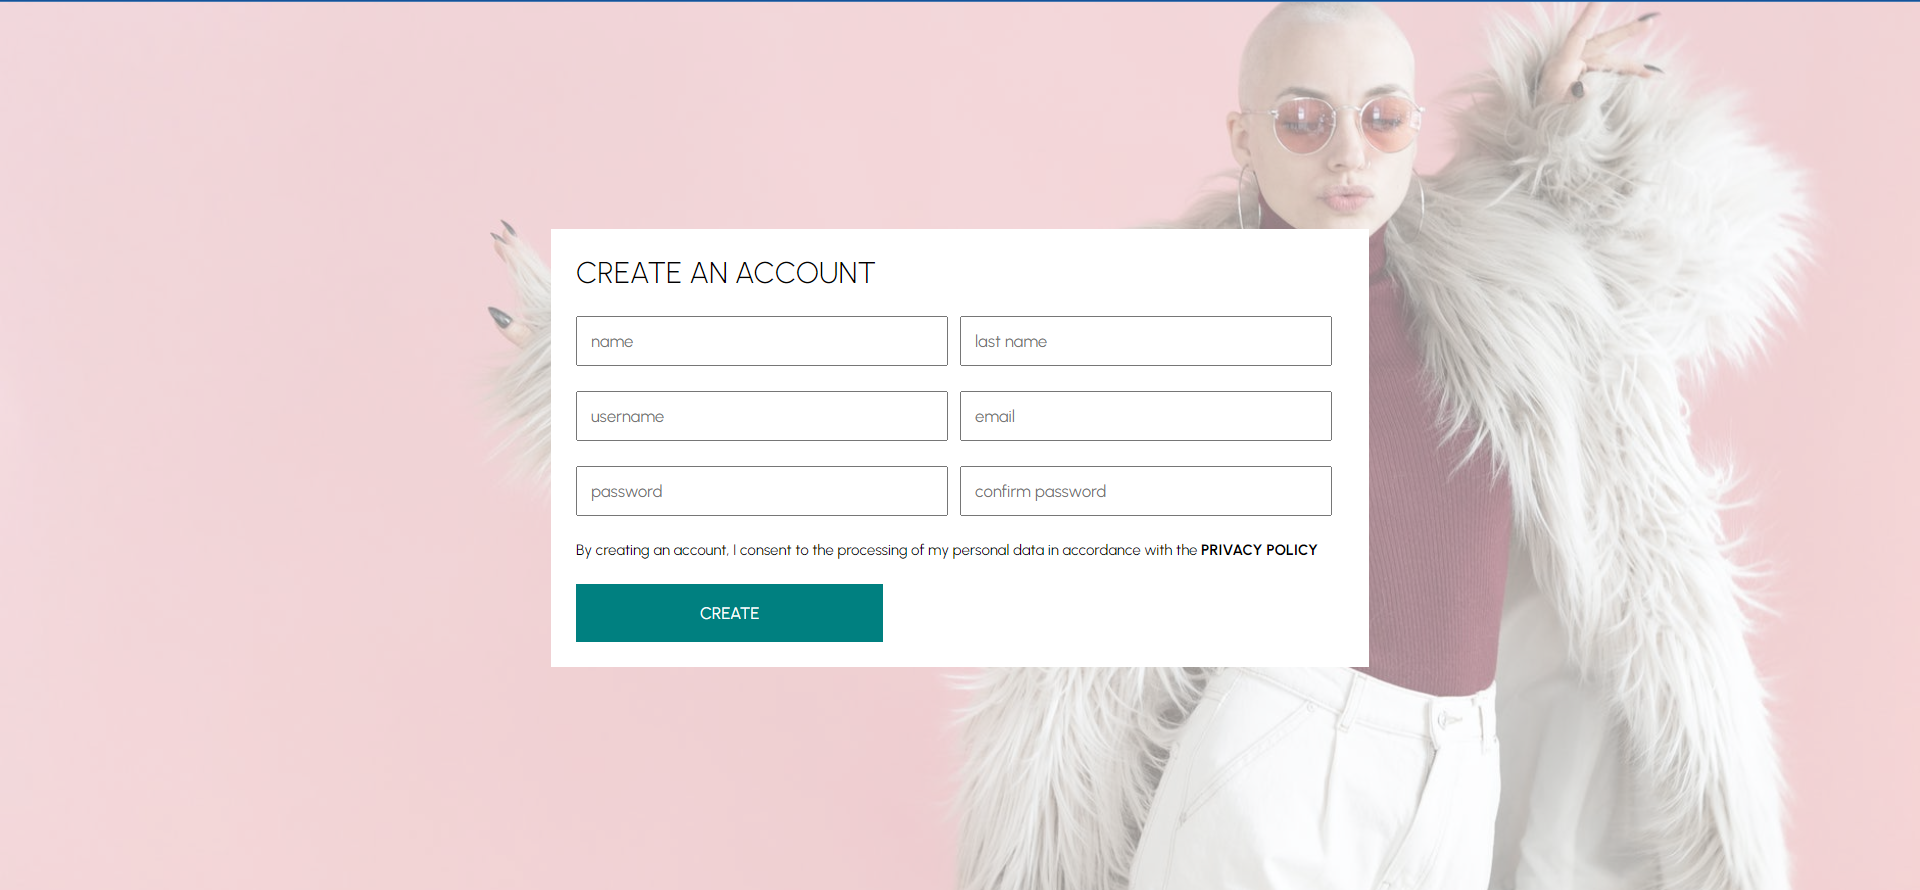 CREATE AN ACCOUNT
name
last name
username
email
password
confirm password
By creating an account, I consent to the processing of my personal data in accordance with the PRIVACY POLICY
CREATE